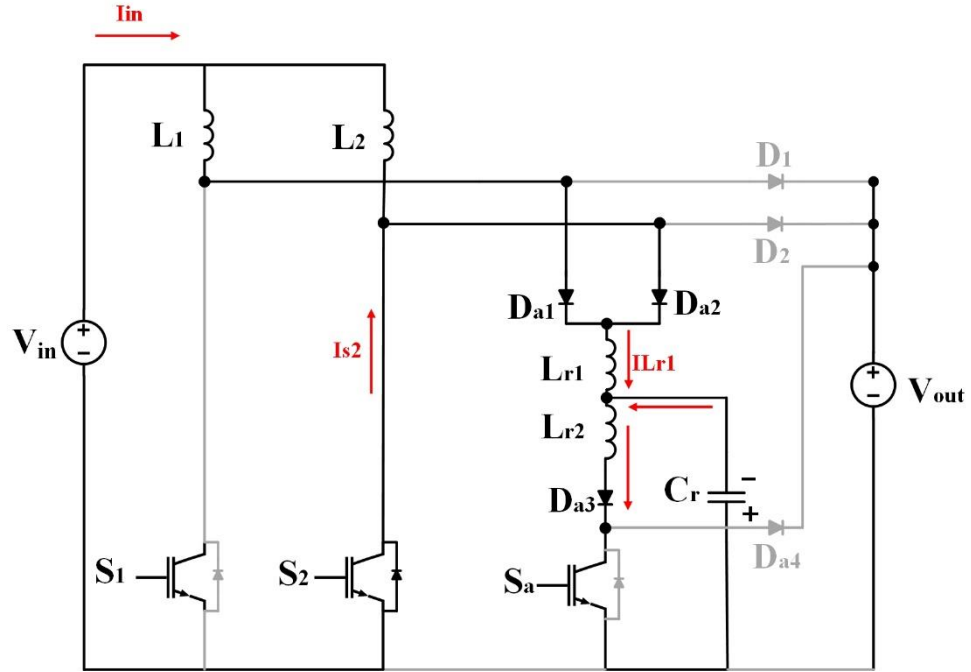 Iin
L1
L2
D1
D2
Da1
Da2
Vin
Is2
Lr1
ILr1
Vout
Lr2
Cr
Da3
Da4
S1
S2
Sa